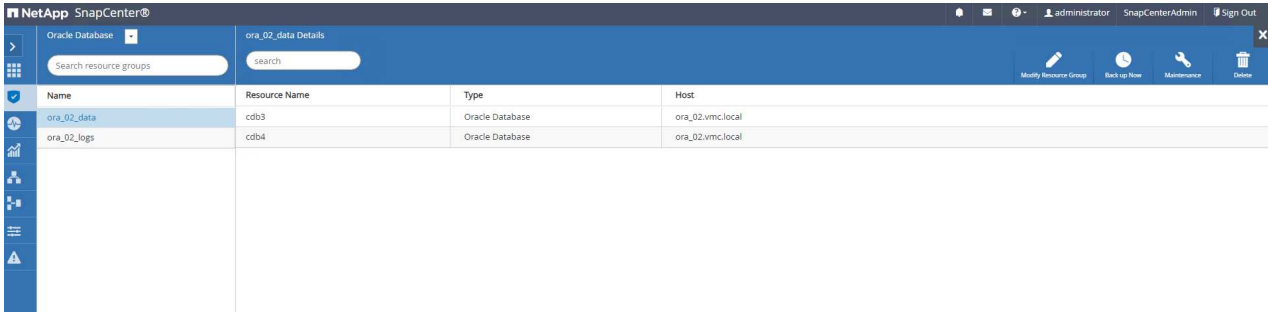 NetApp SnapCenter®
administrator SnapCenterAdmin Sign Out
Oracle Database
ora_02_data Details
Search resource groups
search
Modify Resource Group Back up Now Maintenance Delete
Name
Resource Name Type Host
ora_02_data
cdb3 Oracle Database ora_02.vmc.local
ora_02_logs
cdb4 Oracle Database ora_02.vmc.local